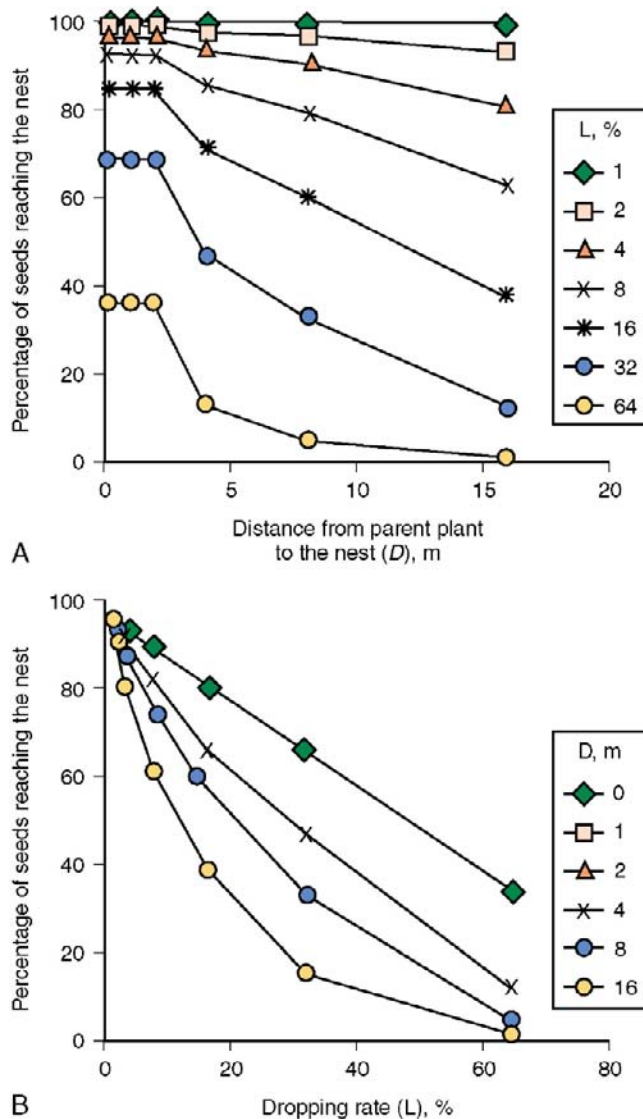 100
80
60
40
20
0
Percentage of seeds reaching the nest
0 5 10 15 20
Distance from parent plant
to the nest (D), m
L, %
1
2
4
8
16
32
64
A
100
80
60
40
20
0
Percentage of seeds reaching the nest
0 20 40 60 80
Dropping rate (L), %
D, m
0
1
2
4
8
16
B